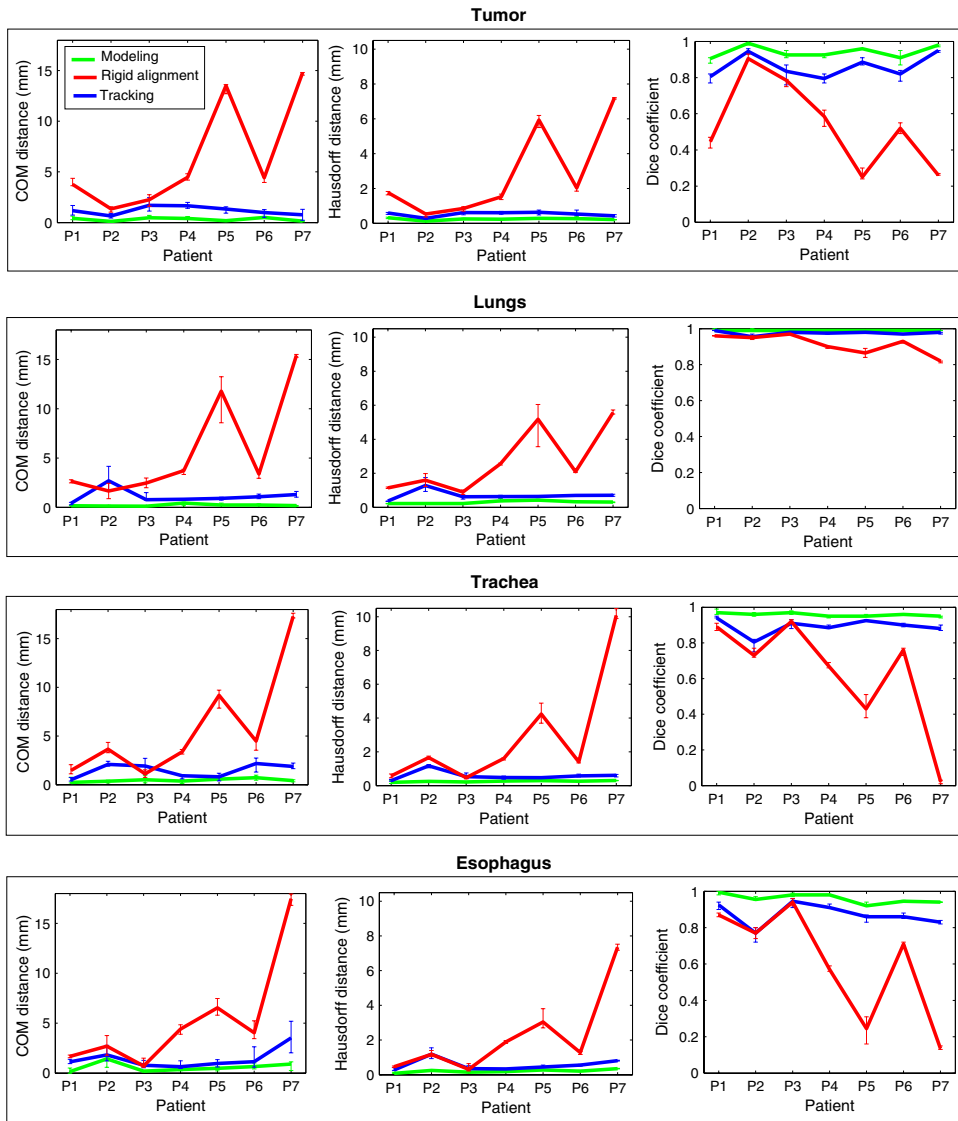 Tumor
COM distance (mm)
15
10
5
0
Modeling
Rigid alignment
Tracking
P1 P2 P3 P4 P5 P6 P7
Patient
Hausdorff distance (mm)
10
8
6
4
2
0
P1 P2 P3 P4 P5 P6 P7
Patient
Dice coefficient
1
0.8
0.6
0.4
0.2
0
P1 P2 P3 P4 P5 P6 P7
Patient
Lungs
COM distance (mm)
15
10
5
0
P1 P2 P3 P4 P5 P6 P7
Patient
Hausdorff distance (mm)
10
8
6
4
2
0
P1 P2 P3 P4 P5 P6 P7
Patient
Dice coefficient
1
0.8
0.6
0.4
0.2
0
P1 P2 P3 P4 P5 P6 P7
Patient
Trachea
COM distance (mm)
15
10
5
0
P1 P2 P3 P4 P5 P6 P7
Patient
Hausdorff distance (mm)
10
8
6
4
2
0
P1 P2 P3 P4 P5 P6 P7
Patient
Dice coefficient
1
0.8
0.6
0.4
0.2
0
P1 P2 P3 P4 P5 P6 P7
Patient
Esophagus
COM distance (mm)
15
10
5
0
P1 P2 P3 P4 P5 P6 P7
Patient
Hausdorff distance (mm)
10
8
6
4
2
0
P1 P2 P3 P4 P5 P6 P7
Patient
Dice coefficient
1
0.8
0.6
0.4
0.2
0
P1 P2 P3 P4 P5 P6 P7
Patient